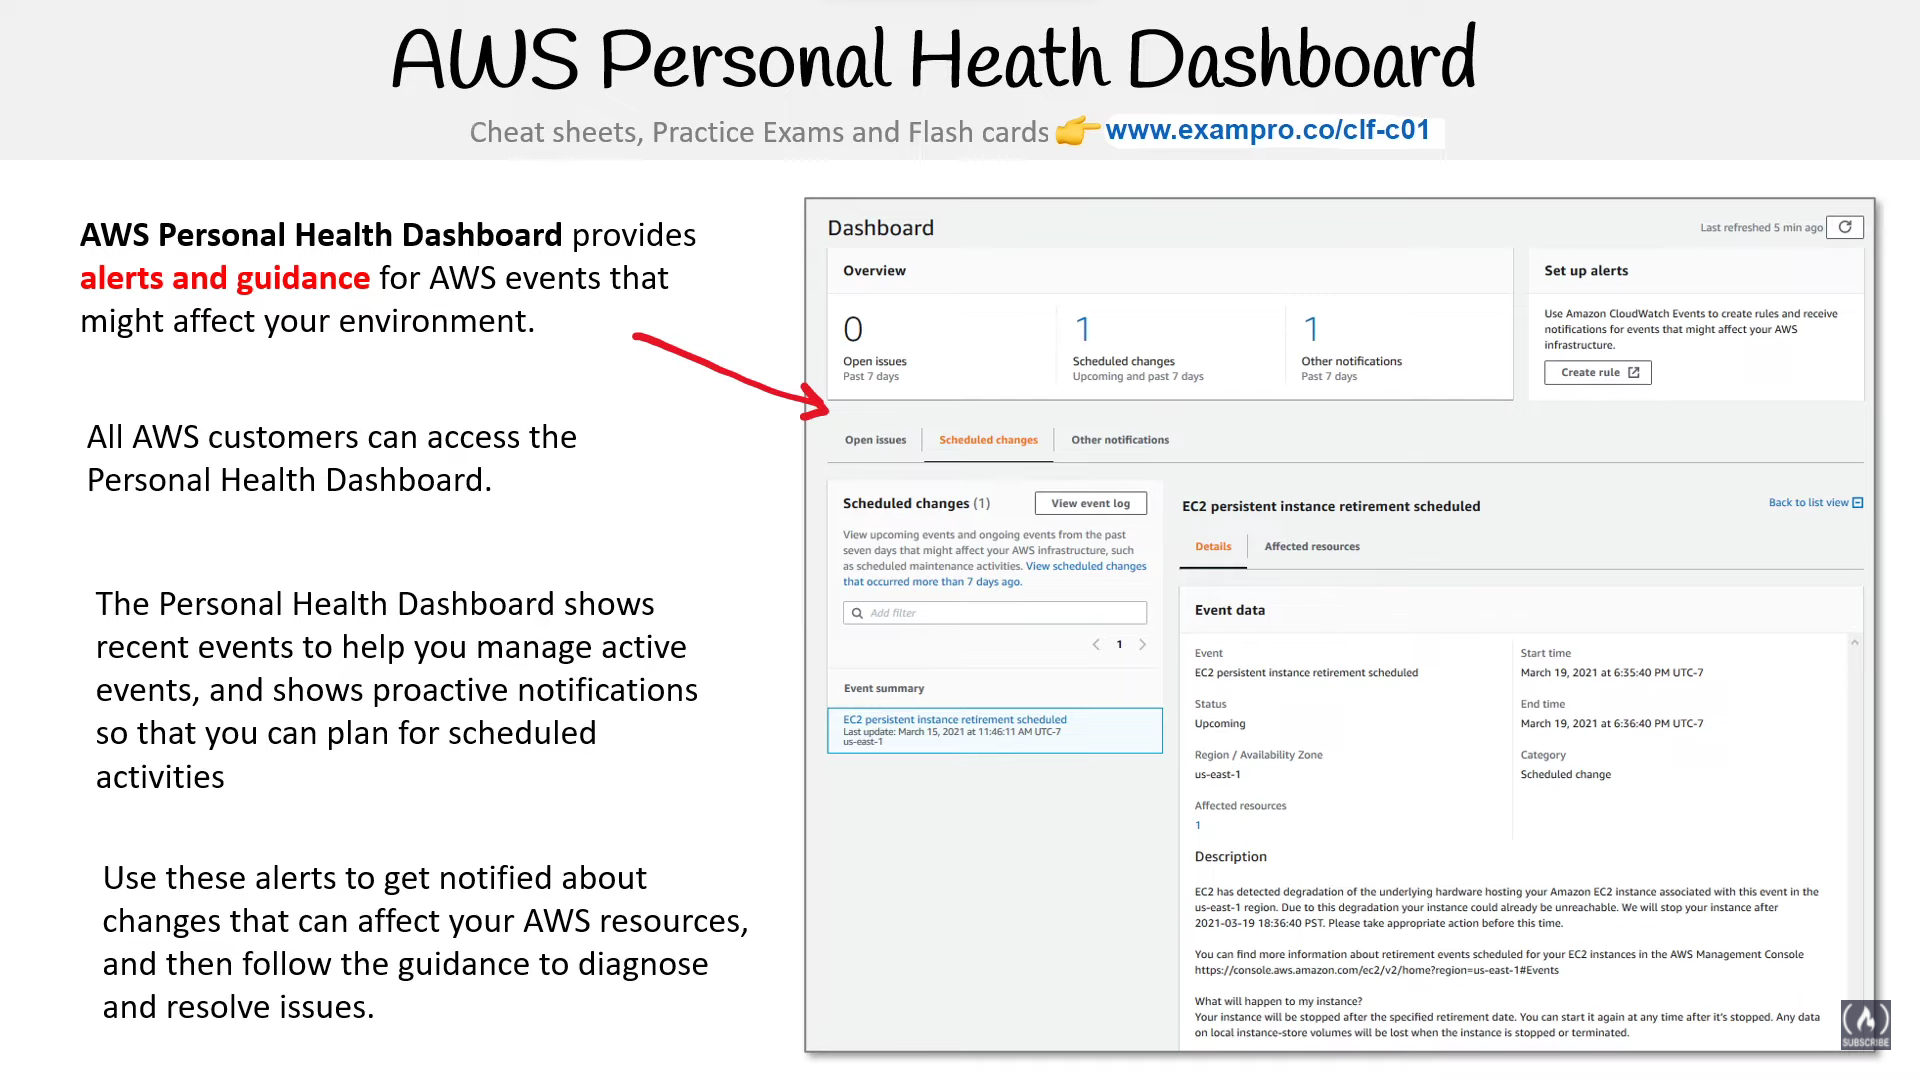 AWS Personal Heath Dashboard
Cheat sheets, Practice Exams and Flash cards 👉 www.exampro.co/clf-c01
AWS Personal Health Dashboard provides
alerts and guidance for AWS events that
might affect your environment.
All AWS customers can access the
Personal Health Dashboard.
The Personal Health Dashboard shows
recent events to help you manage active
events, and shows proactive notifications
so that you can plan for scheduled
activities
Use these alerts to get notified about
changes that can affect your AWS resources,
and then follow the guidance to diagnose
and resolve issues.
Dashboard
Last refreshed 5 min ago
Overview
0
Open issues
Past 7 days
1
Scheduled changes
Upcoming and past 7 days
1
Other notifications
Past 7 days
Set up alerts
Use Amazon CloudWatch Events to create rules and receive
notifications for events that might affect your AWS
infrastructure.
Create rule
Open issues
Scheduled changes
Other notifications
Scheduled changes (1)
View event log
View upcoming events and ongoing events from the past
seven days that might affect your AWS infrastructure, such
as scheduled maintenance activities. View scheduled changes
that occurred more than 7 days ago.
Add filter
< 1 >
Event summary
EC2 persistent instance retirement scheduled
Last update: March 15, 2021 at 11:46:11 AM UTC-7
us-east-1
EC2 persistent instance retirement scheduled
Back to list view
Details
Affected resources
Event data
Event
EC2 persistent instance retirement scheduled
Status
Upcoming
Region / Availability Zone
us-east-1
Affected resources
1
Start time
March 19, 2021 at 6:35:40 PM UTC-7
End time
March 19, 2021 at 6:36:40 PM UTC-7
Category
Scheduled change
Description
EC2 has detected degradation of the underlying hardware hosting your Amazon EC2 instance associated with this event in the
us-east-1 region. Due to this degradation your instance could already be unreachable. We will stop your instance after
2021-03-19 18:36:40 PST. Please take appropriate action before this time.
You can find more information about retirement events scheduled for your EC2 instances in the AWS Management Console
https://console.aws.amazon.com/ec2/v2/home?region=us-east-1#Events
What will happen to my instance?
Your instance will be stopped after the specified retirement date. You can start it again at any time after it's stopped. Any data
on local instance-store volumes will be lost when the instance is stopped or terminated.
SUBSCRIBE